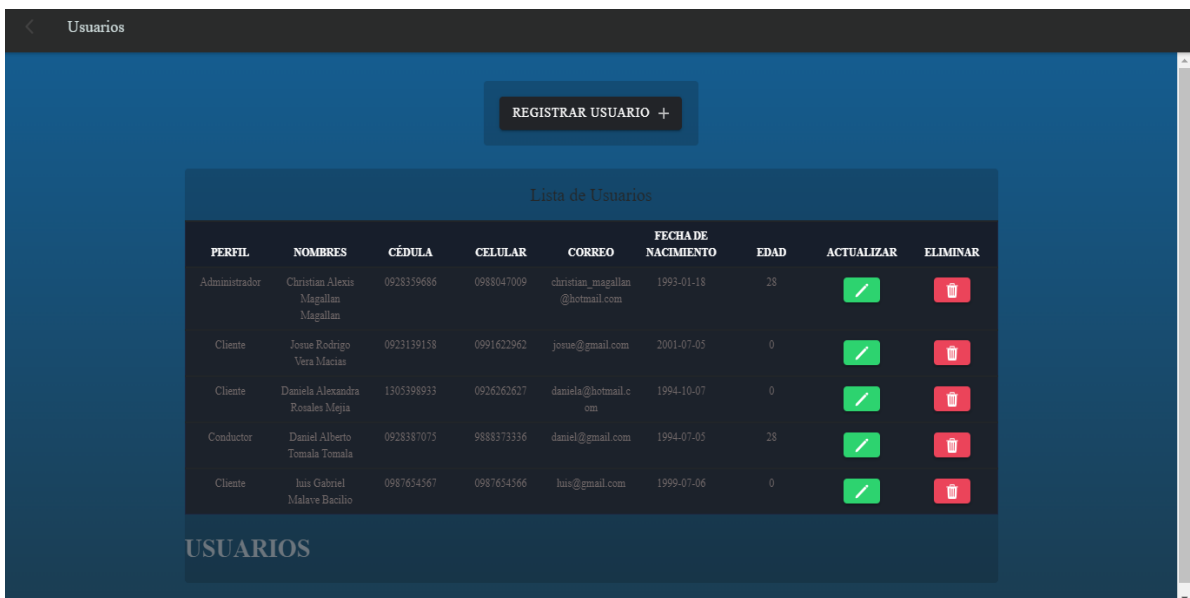 Usuarios
REGISTRAR USUARIO +
Lista de Usuarios
PERFIL NOMBRES CÉDULA CELULAR CORREO FECHA DE NACIMIENTO EDAD ACTUALIZAR ELIMINAR
Administrador Christian Alexis 0928359686 0988047009 christian_magallan 1993-01-18 28
Magallan @hotmail.com
Magallan
Cliente Josue Rodrigo 0923139158 0991622962 josue@gmail.com 2001-07-05 0
Vera Macias
Cliente Daniela Alexandra 1305398933 0926262627 daniela@hotmail.c 1994-10-07 0
Rosales Mejia om
Conductor Daniel Alberto 0928387075 9888373336 daniel@gmail.com 1994-07-05 28
Tomala Tomala
Cliente luis Gabriel 0987654567 0987654566 luis@gmail.com 1999-07-06 0
Malave Bacilio
USUARIOS